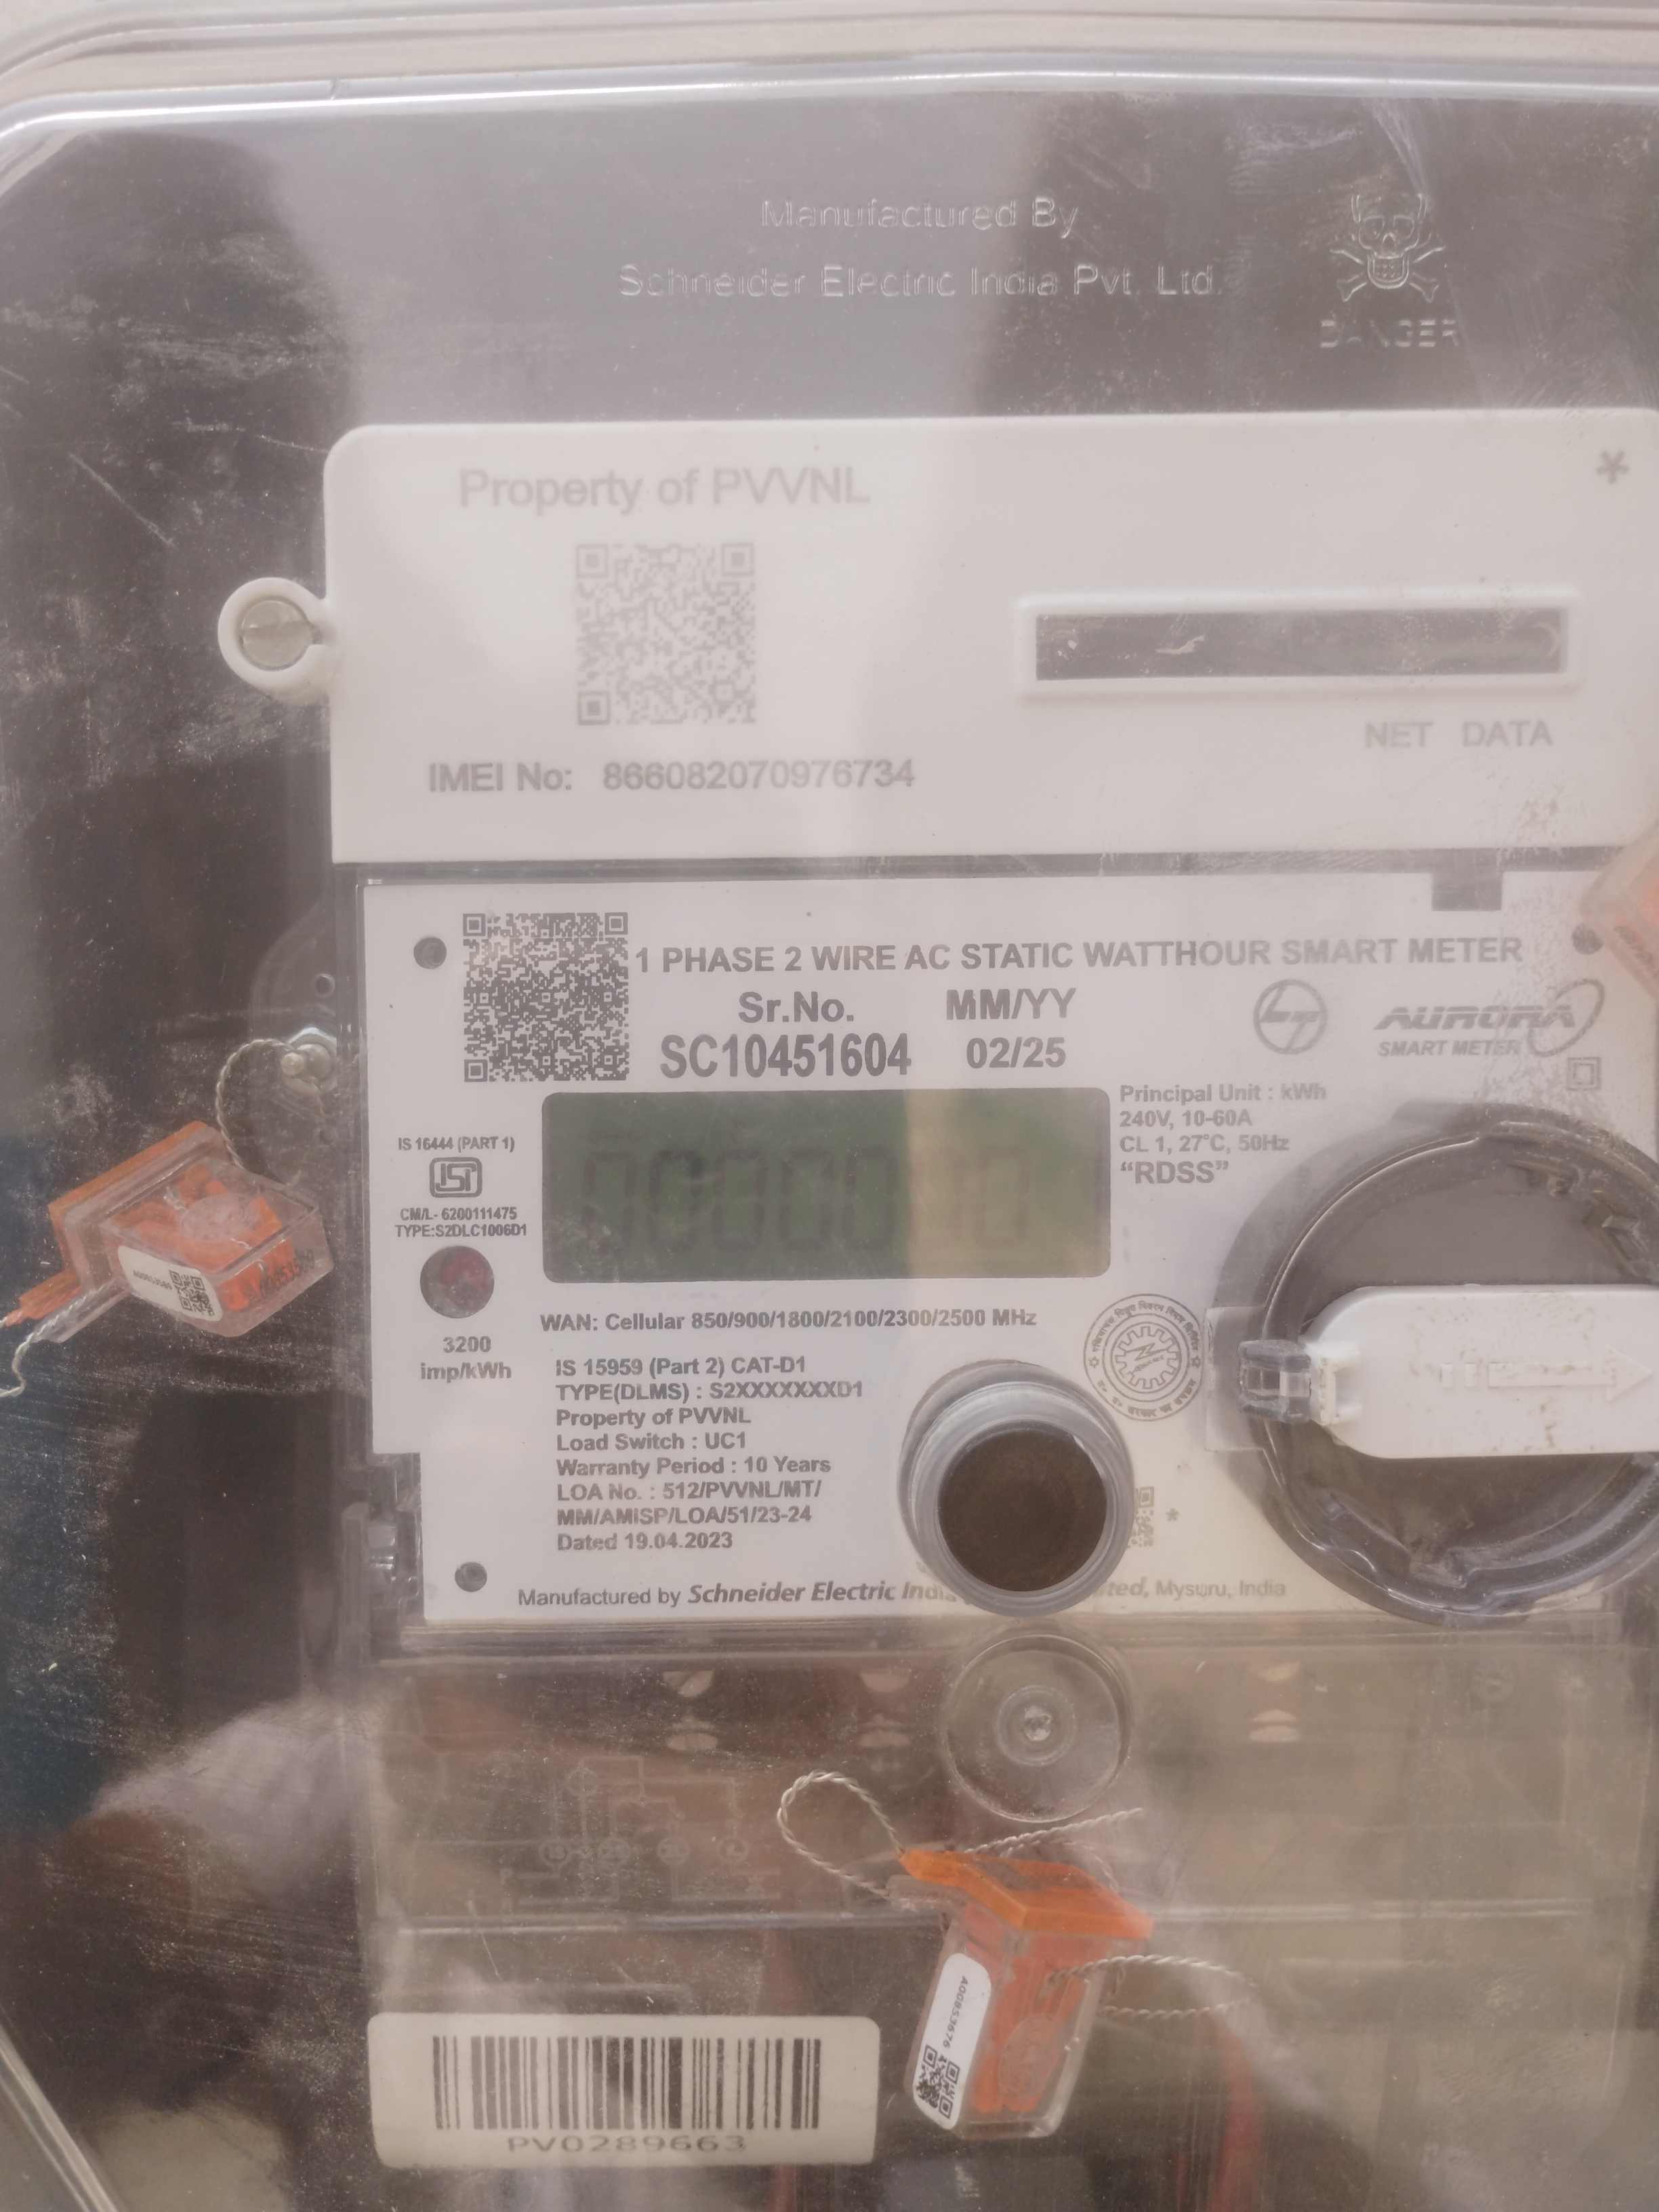 Manufactured By
Schneider Electric India Pvt. Ltd.
DANGER
Property of PVVNL
NET DATA
IMEI No: 866082070976734
1 PHASE 2 WIRE AC STATIC WATTHOUR SMART METER
Sr.No. MM/YY
SC10451604 02/25
LT AURORA
SMART METER
Principal Unit : kWh
240V, 10-60A
CL 1, 27°C, 50Hz
“RDSS”
IS 16444 (PART 1)
CM/L- 6200111475
TYPE:S2DLC1006D1
3200
imp/kWh
WAN: Cellular 850/900/1800/2100/2300/2500 MHz
IS 15959 (Part 2) CAT-D1
TYPE(DLMS) : S2XXXXXXXD1
Property of PVVNL
Load Switch : UC1
Warranty Period : 10 Years
LOA No. : 512/PVVNL/MT/
MM/AMISP/LOA/51/23-24
Dated 19.04.2023
Manufactured by Schneider Electric Mysuru, India
PV0289663